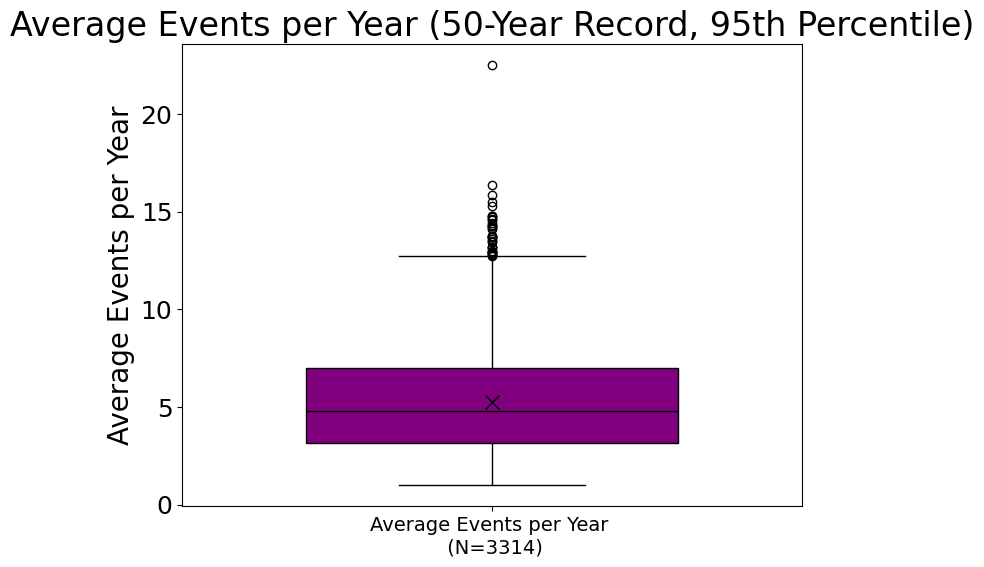 Average Events per Year (50-Year Record, 95th Percentile)
Average Events per Year
20
15
10
5
0
Average Events per Year
(N=3314)